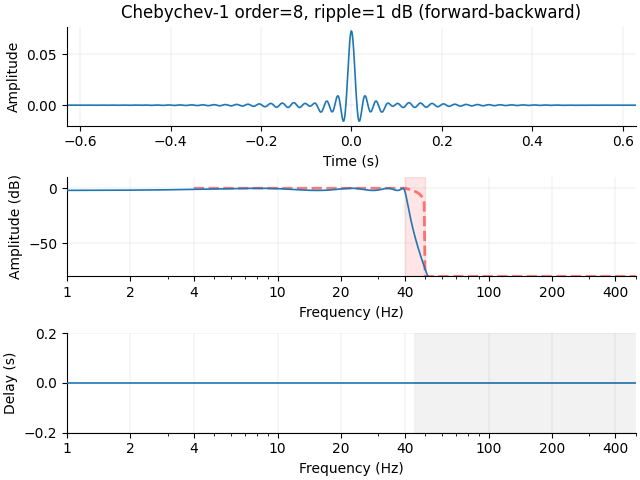 Chebychev-1 order=8, ripple=1 dB (forward-backward)
Amplitude
0.05
0.00
−0.6 −0.4 −0.2 0.0 0.2 0.4 0.6
Time (s)
Amplitude (dB)
0
−50
1 2 4 10 20 40 100 200 400
Frequency (Hz)
Delay (s)
0.2
0.0
−0.2
1 2 4 10 20 40 100 200 400
Frequency (Hz)